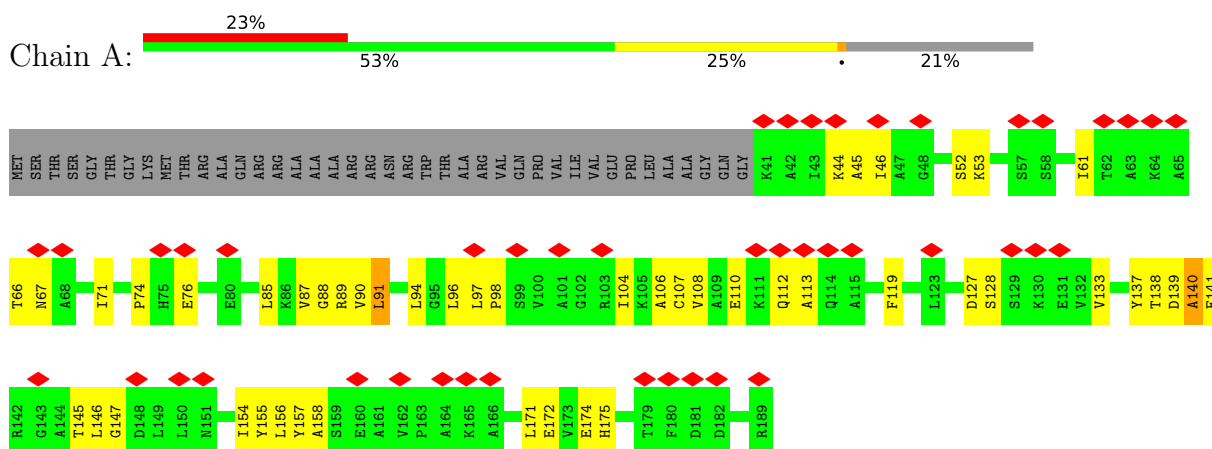 23%
Chain A:
53% 25% • 21%
MET SER THR SER GLY THR GLY LYS MET THR ARG ALA GLN ARG ARG ALA ALA ALA ARG ARG ASN ARG TRP THR ALA ARG VAL GLN PRO VAL ILE VAL GLU PRO LEU ALA ALA GLY GLN GLY K41 A42 I43 K44 A45 I46 A47 G48 S52 K53 S57 S58 I61 T62 A63 K64 A65
T66 N67 A68 I71 P74 H75 E76 E80 L85 K86 V87 G88 R89 V90 L91 L94 G95 L96 L97 P98 S99 V100 A101 G102 R103 I104 K105 A106 C107 V108 A109 E110 K111 Q112 A113 Q114 A115 F119 L123 D127 S128 S129 K130 E131 V132 V133 Y137 T138 D139 A140
R142 G143 A144 T145 L146 G147 D148 L149 L150 N151 I154 Y155 L156 Y157 A158 S159 E160 A161 V162 P163 A164 K165 A166 L171 E172 V173 E174 H175 T179 F180 D181 D182 R189